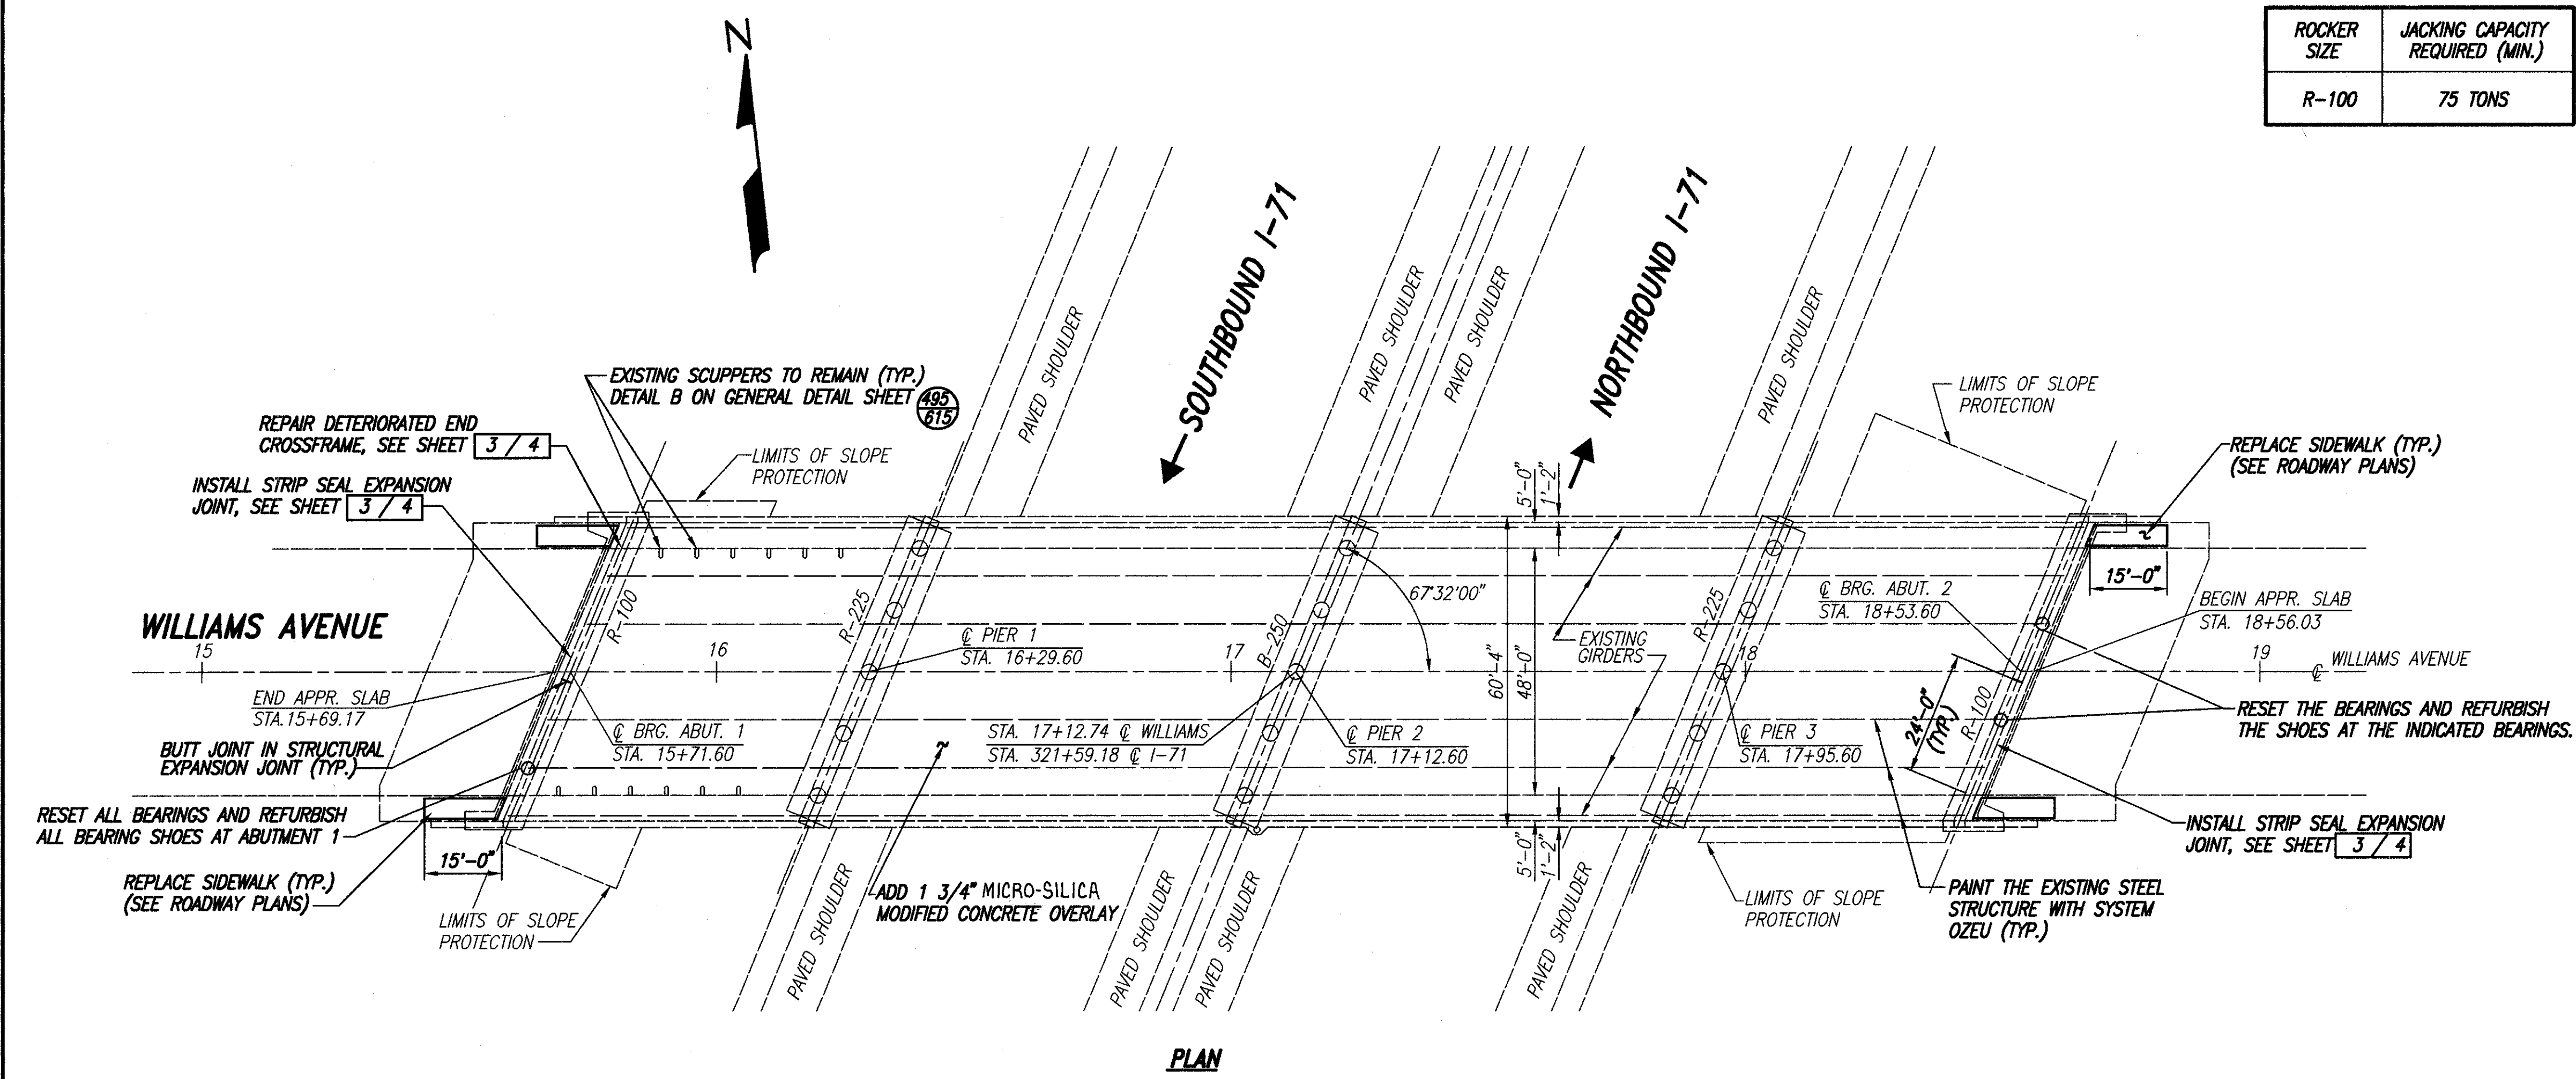 ROCKER SIZE
JACKING CAPACITY REQUIRED (MIN.)
R-100
75 TONS
N
SOUTHBOUND I-71
NORTHBOUND I-71
PAVED SHOULDER
PAVED SHOULDER
PAVED SHOULDER
PAVED SHOULDER
EXISTING SCUPPERS TO REMAIN (TYP.)
DETAIL B ON GENERAL DETAIL SHEET 495 / 615
REPAIR DETERIORATED END
CROSSFRAME, SEE SHEET 3 / 4
LIMITS OF SLOPE
PROTECTION
INSTALL STRIP SEAL EXPANSION
JOINT, SEE SHEET 3 / 4
LIMITS OF SLOPE
PROTECTION
REPLACE SIDEWALK (TYP.)
(SEE ROADWAY PLANS)
5'-0"
1'-2"
15'-0"
WILLIAMS AVENUE
R-100
R-225
B-250
R-225
R-100
67°32'00"
15
16
17
18
19
℄ PIER 1
STA. 16+29.60
EXISTING
GIRDERS
60'-4"
48'-0"
℄ BRG. ABUT. 2
STA. 18+53.60
BEGIN APPR. SLAB
STA. 18+56.03
℄ WILLIAMS AVENUE
END APPR. SLAB
STA.15+69.17
℄ BRG. ABUT. 1
STA. 15+71.60
STA. 17+12.74 ℄ WILLIAMS
STA. 321+59.18 ℄ I-71
℄ PIER 2
STA. 17+12.60
℄ PIER 3
STA. 17+95.60
24'-0"
(TYP.)
RESET THE BEARINGS AND REFURBISH
THE SHOES AT THE INDICATED BEARINGS.
BUTT JOINT IN STRUCTURAL
EXPANSION JOINT (TYP.)
RESET ALL BEARINGS AND REFURBISH
ALL BEARING SHOES AT ABUTMENT 1
15'-0"
REPLACE SIDEWALK (TYP.)
(SEE ROADWAY PLANS)
LIMITS OF SLOPE
PROTECTION
ADD 1 3/4" MICRO-SILICA
MODIFIED CONCRETE OVERLAY
PAVED SHOULDER
PAVED SHOULDER
PAVED SHOULDER
PAVED SHOULDER
5'-0"
1'-2"
LIMITS OF SLOPE
PROTECTION
INSTALL STRIP SEAL EXPANSION
JOINT, SEE SHEET 3 / 4
PAINT THE EXISTING STEEL
STRUCTURE WITH SYSTEM
OZEU (TYP.)
PLAN